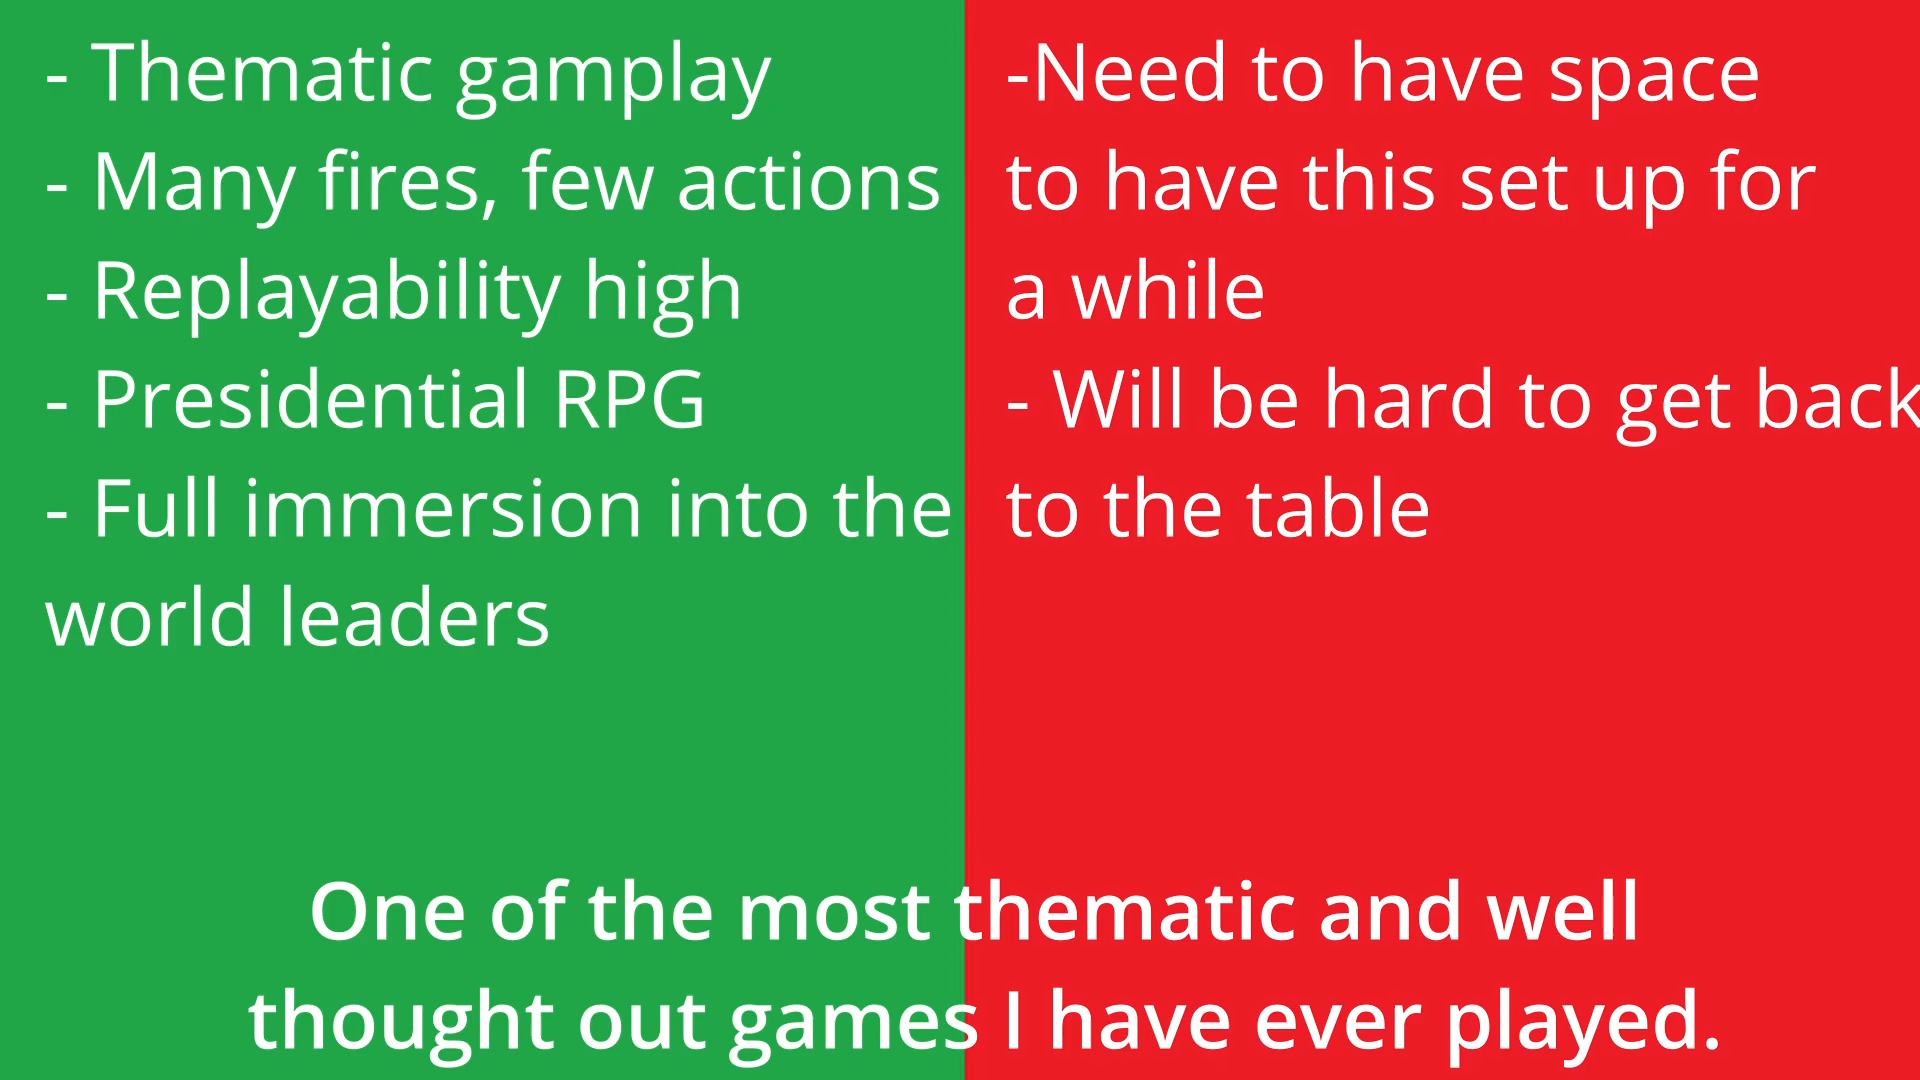 - Thematic gamplay
- Many fires, few actions
- Replayability high
- Presidential RPG
- Full immersion into the
world leaders
-Need to have space
to have this set up for
a while
- Will be hard to get back
to the table
One of the most thematic and well
thought out games I have ever played.